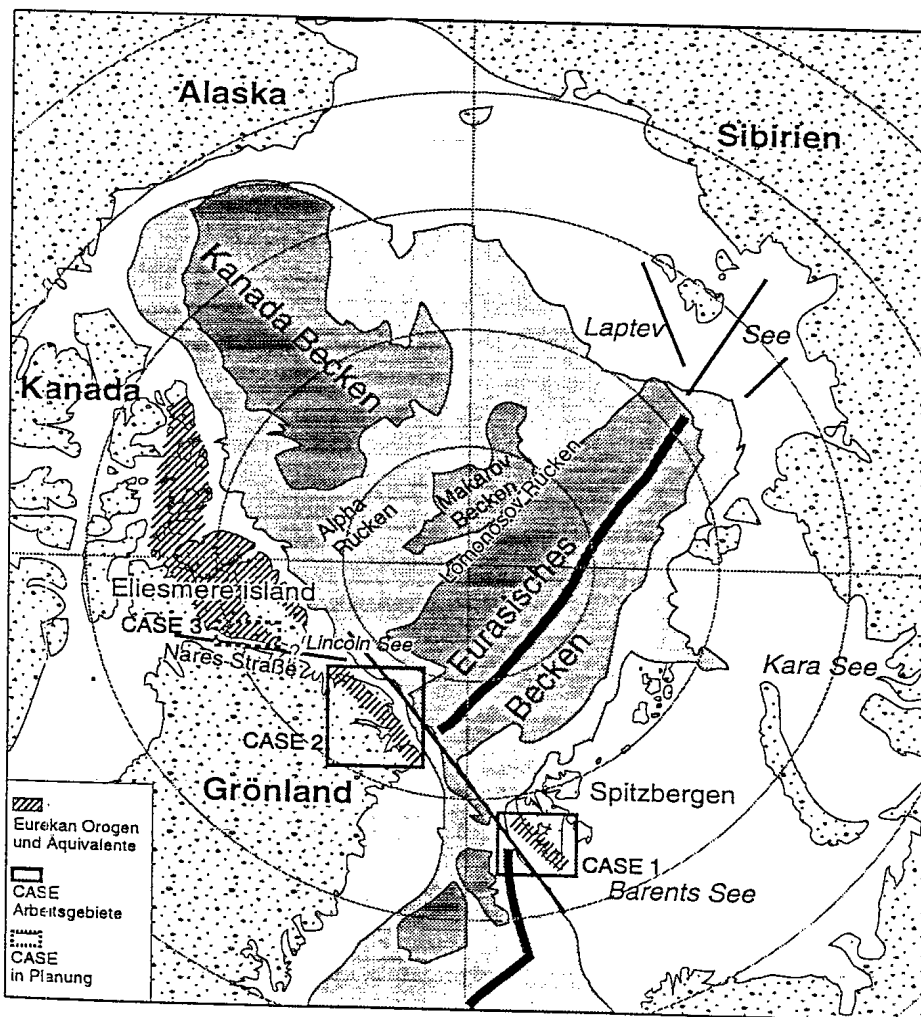 Alaska
Sibirien
Kanada Becken
Laptev
See
Kanada
Makarov
Becken
Lomonosov Rücken
Alpha
Rücken
Eurasisches
Becken
Ellesmere Island
CASE 3
Lincoln See
Nares-Straße
Kara See
CASE 2
Grönland
Spitzbergen
CASE 1
Barents See
Eurekan Orogen
und Äquivalente
CASE
Arbeitsgebiete
CASE
in Planung